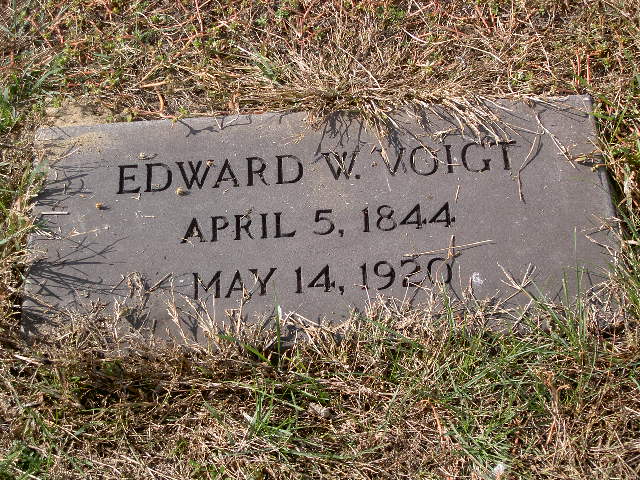 EDWARD W. VOIGT
APRIL 5, 1844
MAY 14, 1920